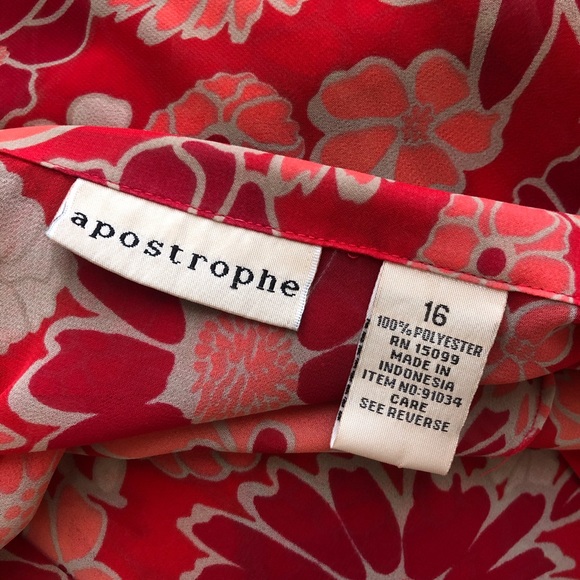 apostrophe
16
100% POLYESTER
RN 15099
MADE IN
INDONESIA
ITEM NO:91034
CARE
SEE REVERSE